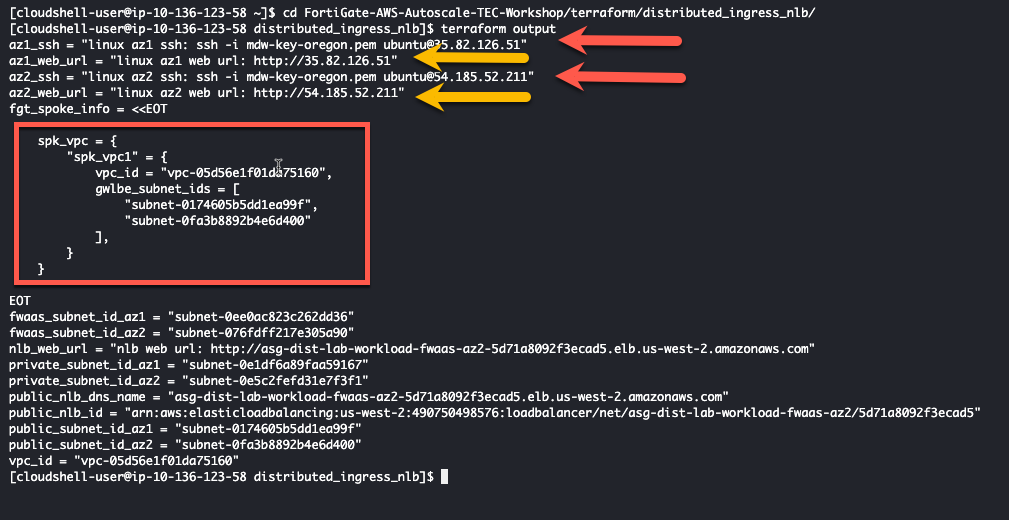 [cloudshell-user@ip-10-136-123-58 ~]$ cd FortiGate-AWS-Autoscale-TEC-Workshop/terraform/distributed_ingress_nlb/
[cloudshell-user@ip-10-136-123-58 distributed_ingress_nlb]$ terraform output
az1_ssh = "linux az1 ssh: ssh -i mdw-key-oregon.pem ubuntu@35.82.126.51"
az1_web_url = "linux az1 web url: http://35.82.126.51"
az2_ssh = "linux az2 ssh: ssh -i mdw-key-oregon.pem ubuntu@54.185.52.211"
az2_web_url = "linux az2 web url: http://54.185.52.211"
fgt_spoke_info = <<EOT
spk_vpc = {
"spk_vpc1" = {
vpc_id = "vpc-05d56e1f01da75160",
gwlbe_subnet_ids = [
"subnet-0174605b5dd1ea99f",
"subnet-0fa3b8892b4e6d400"
],
}
}
EOT
fwaas_subnet_id_az1 = "subnet-0ee0ac823c262dd36"
fwaas_subnet_id_az2 = "subnet-076fdff217e305a90"
nlb_web_url = "nlb web url: http://asg-dist-lab-workload-fwaas-az2-5d71a8092f3ecad5.elb.us-west-2.amazonaws.com"
private_subnet_id_az1 = "subnet-0e1df6a89faa59167"
private_subnet_id_az2 = "subnet-0e5c2fefd31e7f3f1"
public_nlb_dns_name = "asg-dist-lab-workload-fwaas-az2-5d71a8092f3ecad5.elb.us-west-2.amazonaws.com"
public_nlb_id = "arn:aws:elasticloadbalancing:us-west-2:490750498576:loadbalancer/net/asg-dist-lab-workload-fwaas-az2/5d71a8092f3ecad5"
public_subnet_id_az1 = "subnet-0174605b5dd1ea99f"
public_subnet_id_az2 = "subnet-0fa3b8892b4e6d400"
vpc_id = "vpc-05d56e1f01da75160"
[cloudshell-user@ip-10-136-123-58 distributed_ingress_nlb]$